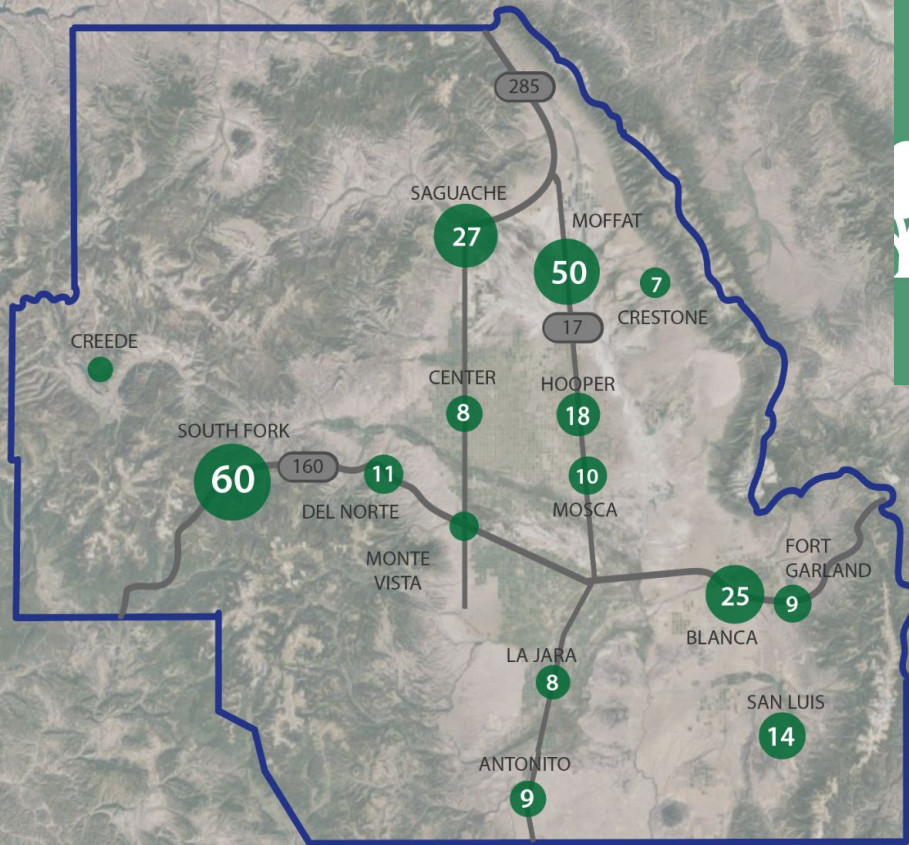 285
SAGUACHE
27
MOFFAT
50
7
CRESTONE
17
CREEDE
CENTER
8
HOOPER
18
SOUTH FORK
60
160
11
DEL NORTE
10
MOSCA
MONTE
VISTA
FORT
GARLAND
25
9
BLANCA
LA JARA
8
SAN LUIS
14
ANTONITO
9